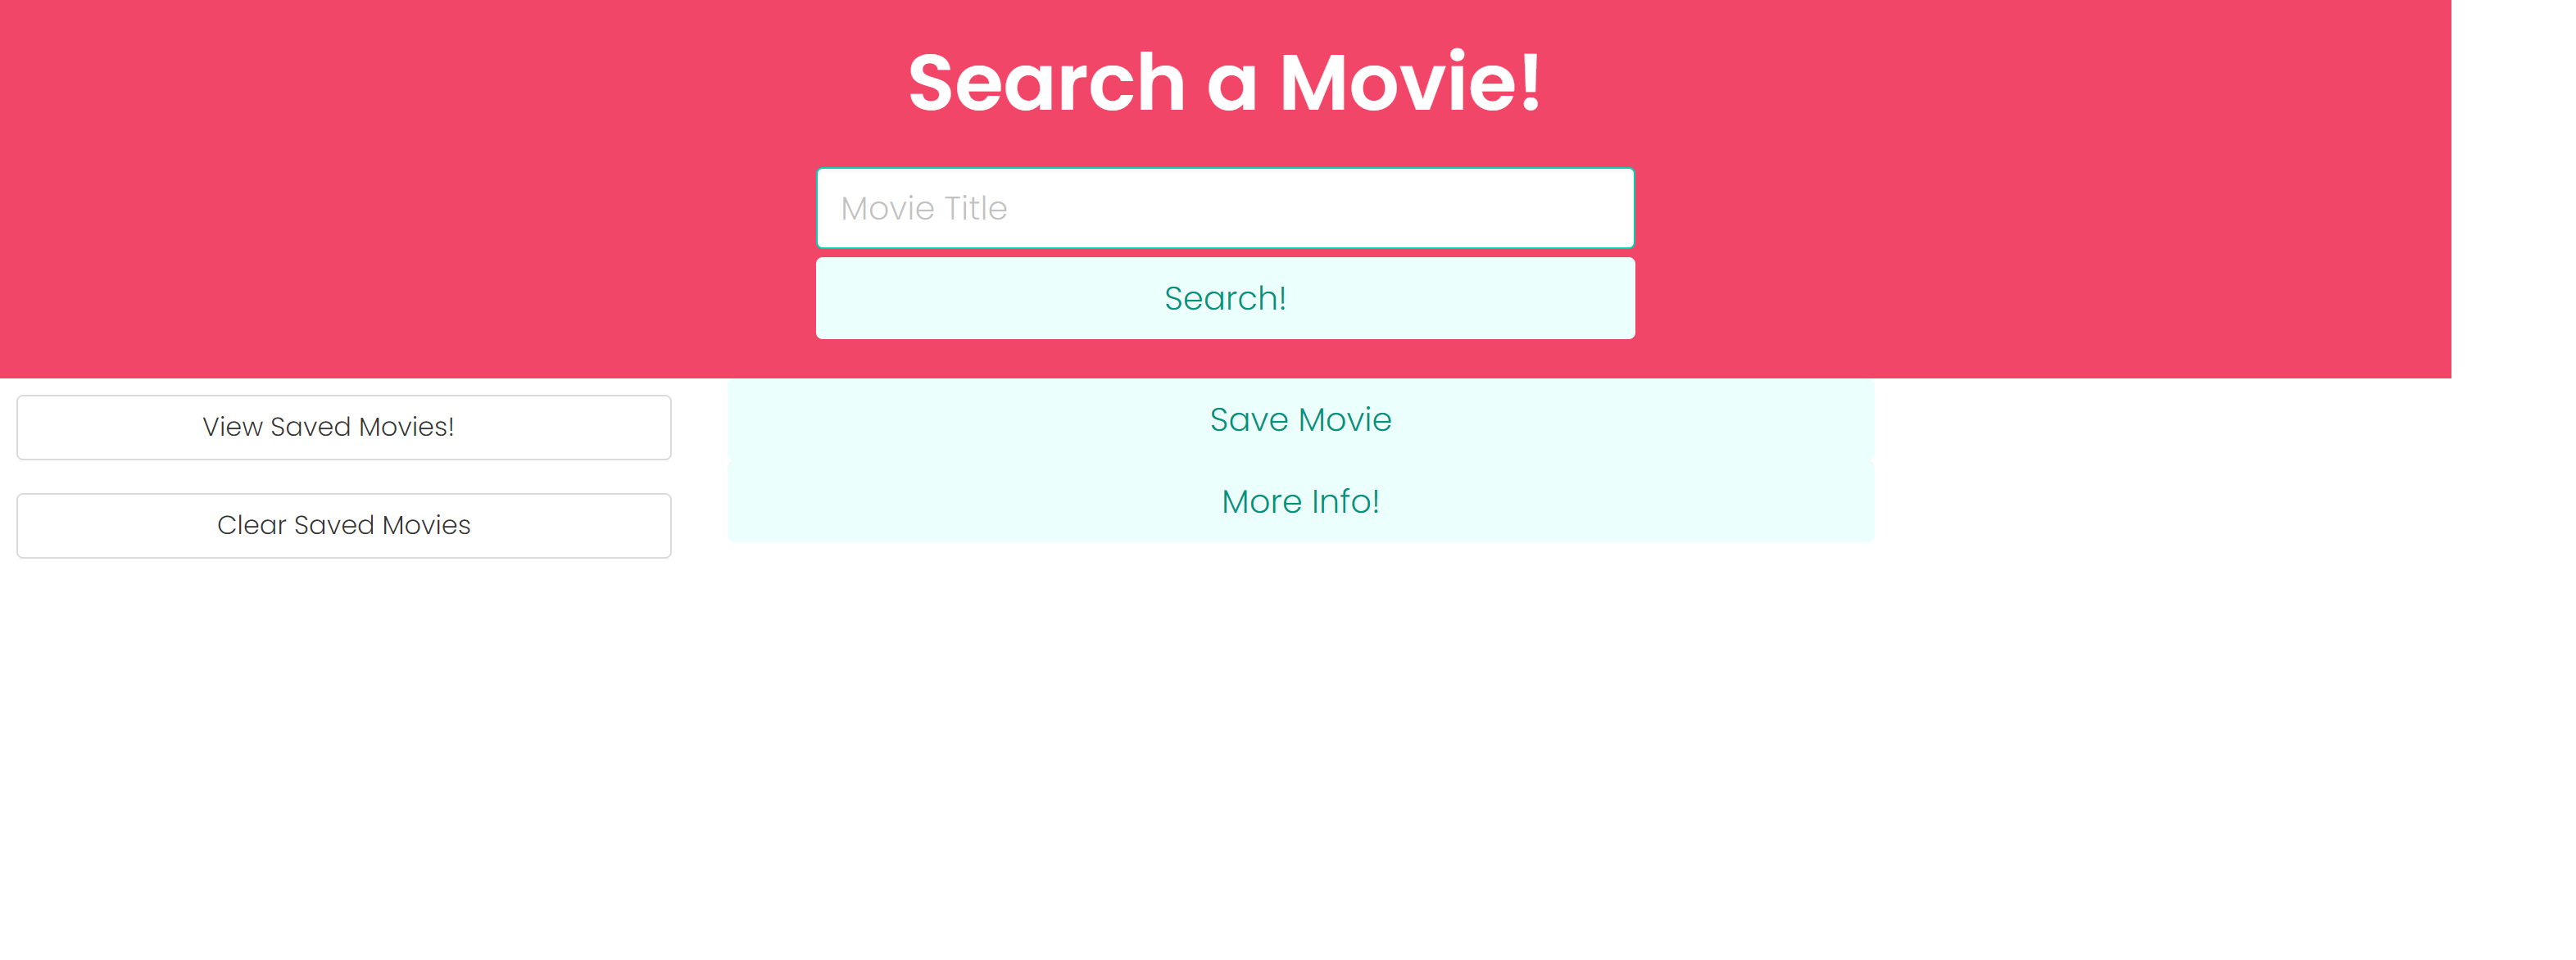 Search a Movie!
Movie Title
Search!
View Saved Movies!
Clear Saved Movies
Save Movie
More Info!